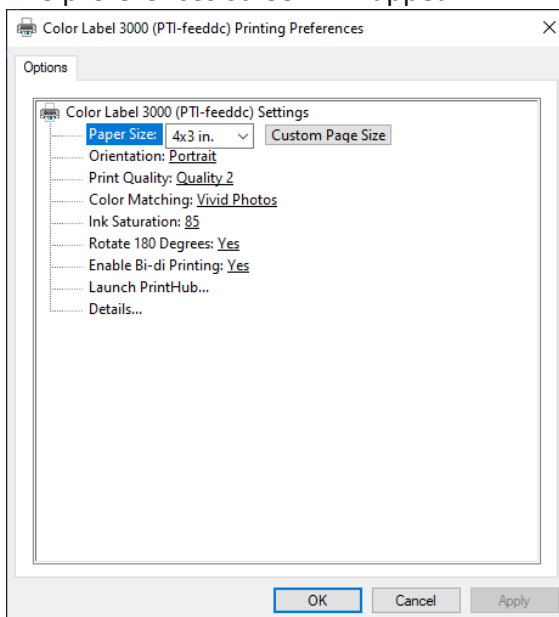 Color Label 3000 (PTI-feeddc) Printing Preferences
Options
Color Label 3000 (PTI-feeddc) Settings
Paper Size: 4x3 in. Custom Page Size
Orientation: Portrait
Print Quality: Quality 2
Color Matching: Vivid Photos
Ink Saturation: 85
Rotate 180 Degrees: Yes
Enable Bi-di Printing: Yes
Launch PrintHub...
Details...
OK Cancel Apply